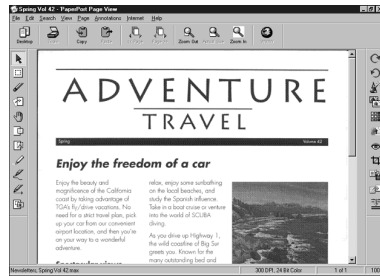 Spring Vol 42 - PaperPort Page View
File Edit Search View Page Annotations Internet Help
Desktop Copy Zoom Out Zoom In
ADVENTURE
TRAVEL
Spring Volume 42
Enjoy the freedom of a car
Enjoy the beauty and
magnificence of the California
coast by taking advantage of
TGA's fly/drive vacations. No
need for a strict travel plan, pick
up your car from our convenient
airport location, and then you're
on your way to a wonderful
adventure.
Spectacular views
relax, enjoy some sunbathing
on the local beaches, and
study the Spanish influence.
Take in a boat cruise or venture
into the world of SCUBA
diving.
As you drive up Highway 1,
the wild coastline of Big Sur
greets you. Known for the
many outstanding bed and
Newsletters; Spring Vol 42.max 300 DPI, 24 Bit Color 1 of 1 100